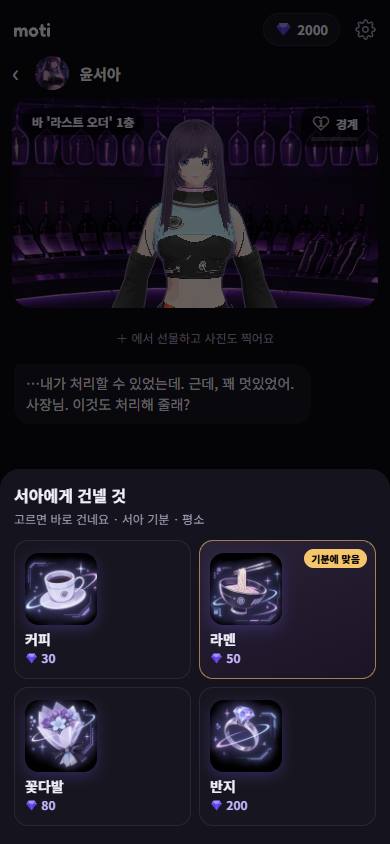 moti
2000
윤서아
바 '라스트 오더' 1층
1 경계
+ 에서 선물하고 사진도 찍어요
…내가 처리할 수 있었는데. 근데, 꽤 멋있었어.
사장님. 이것도 처리해 줄래?
서아에게 건넬 것
고르면 바로 건네요 · 서아 기분 · 평소
기분에 맞음
커피
30
라멘
50
꽃다발
80
반지
200